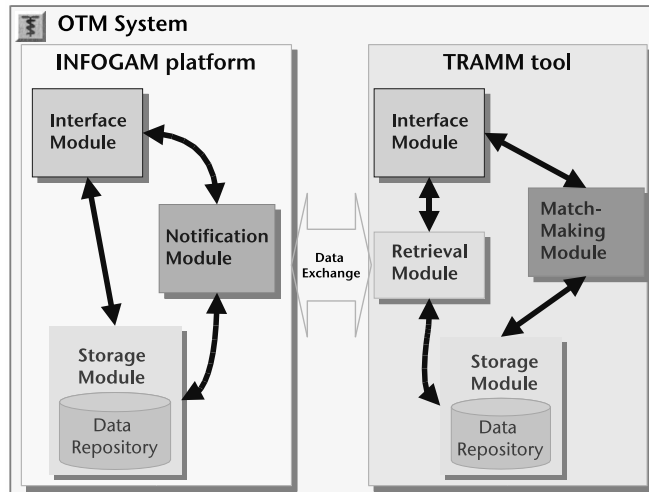 OTM System
INFOGAM platform
Interface
Module
Notification
Module
Storage
Module
Data
Repository
Data
Exchange
TRAMM tool
Interface
Module
Retrieval
Module
Match-
Making
Module
Storage
Module
Data
Repository